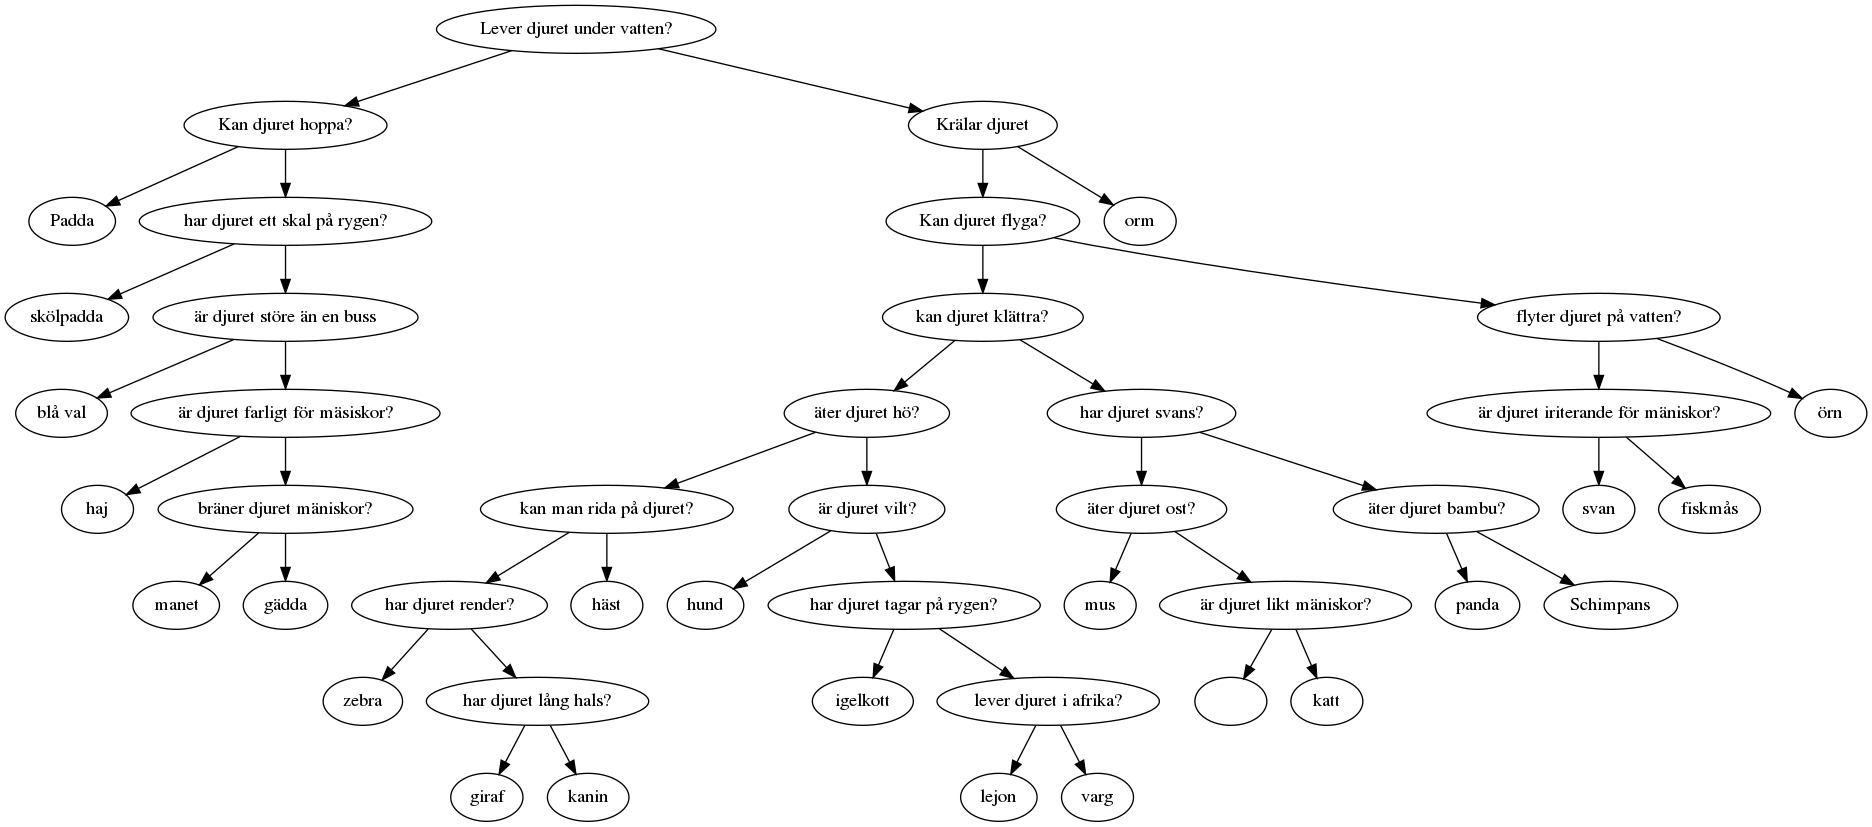 Lever djuret under vatten?
Kan djuret hoppa?
Krälar djuret
Padda
har djuret ett skal på rygen?
Kan djuret flyga?
orm
skölpadda
är djuret störe än en buss
kan djuret klättra?
flyter djuret på vatten?
blå val
är djuret farligt för mäsiskor?
äter djuret hö?
har djuret svans?
är djuret iriterande för mäniskor?
örn
haj
bräner djuret mäniskor?
kan man rida på djuret?
är djuret vilt?
äter djuret ost?
äter djuret bambu?
svan
fiskmås
manet
gädda
har djuret render?
häst
hund
har djuret tagar på rygen?
mus
är djuret likt mäniskor?
panda
Schimpans
zebra
har djuret lång hals?
igelkott
lever djuret i afrika?
katt
giraf
kanin
lejon
varg